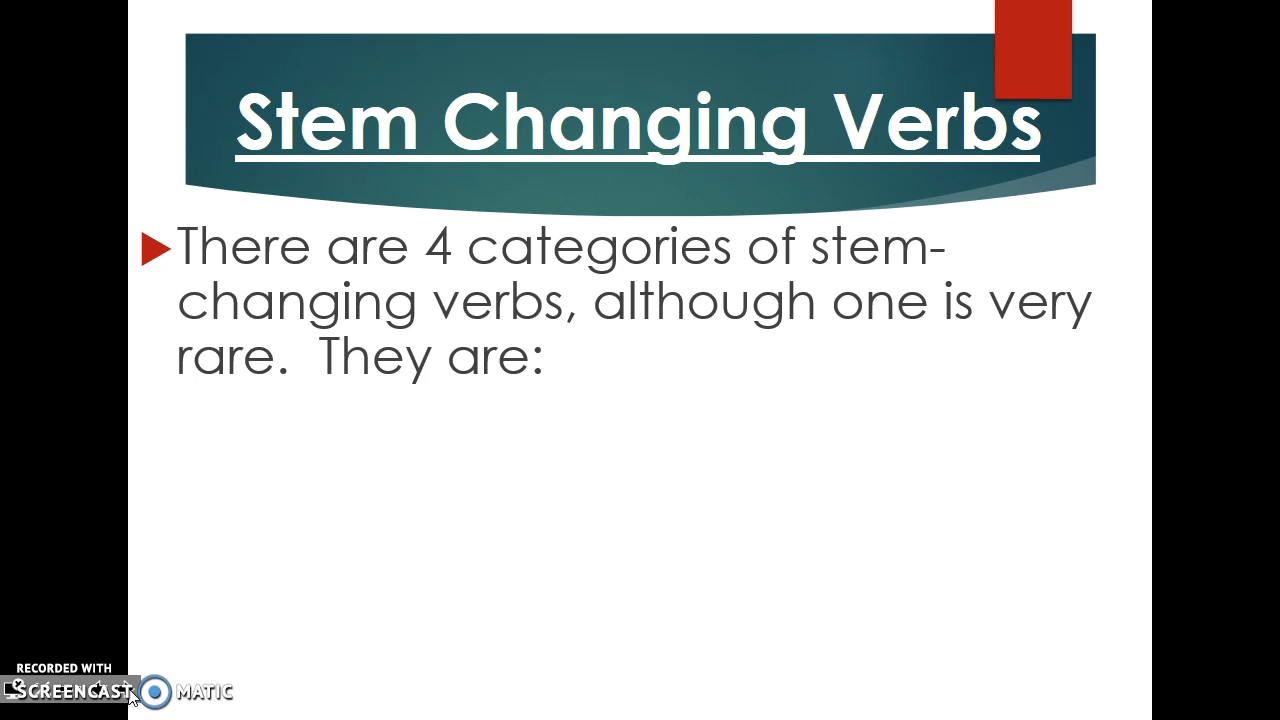 Stem Changing Verbs
There are 4 categories of stem-
changing verbs, although one is very
rare.  They are:
RECORDED WITH
SCREENCAST MATIC